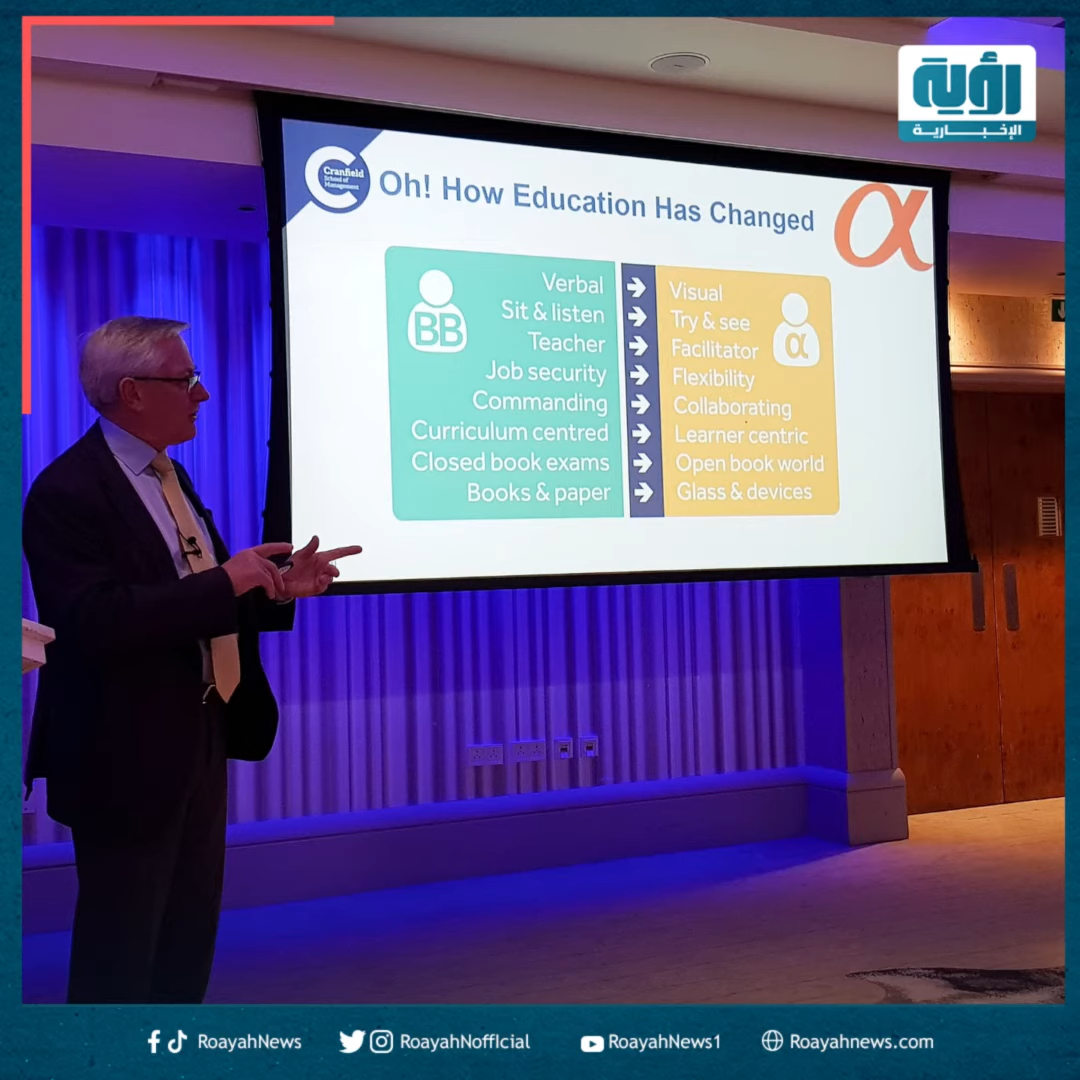 رؤية
الإخبارية
Cranfield
School of
Management
Oh! How Education Has Changed
α
BB
α
Verbal → Visual
Sit & listen → Try & see
Teacher → Facilitator
Job security → Flexibility
Commanding → Collaborating
Curriculum centred → Learner centric
Closed book exams → Open book world
Books & paper → Glass & devices
RoayahNews RoayahNoffIcial RoayahNews1 Roayahnews.com